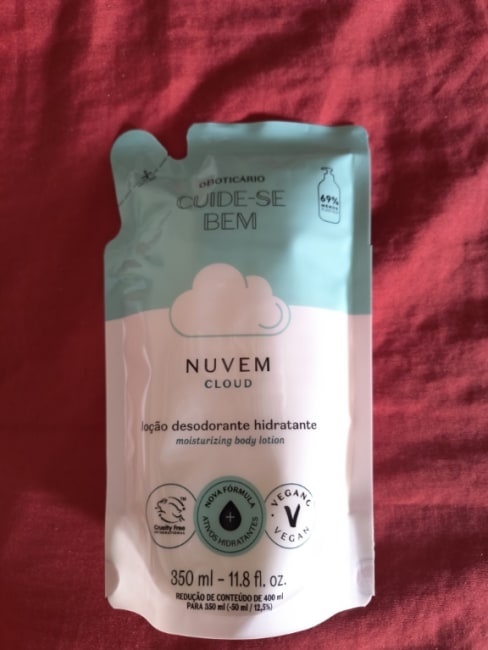 OBOTICÁRIO
CUIDE-SE
BEM
69%
NUVEM
CLOUD
loção desodorante hidratante
moisturizing body lotion
Cruelty Free
INTERNATIONAL
NOVA FÓRMULA
ATIVOS HIDRATANTES
VEGANO
V
VEGAN
350 ml – 11.8 fl. oz.
REDUÇÃO DE CONTEÚDO DE 400 ml
PARA 350 ml (-50 ml / 12,5%)